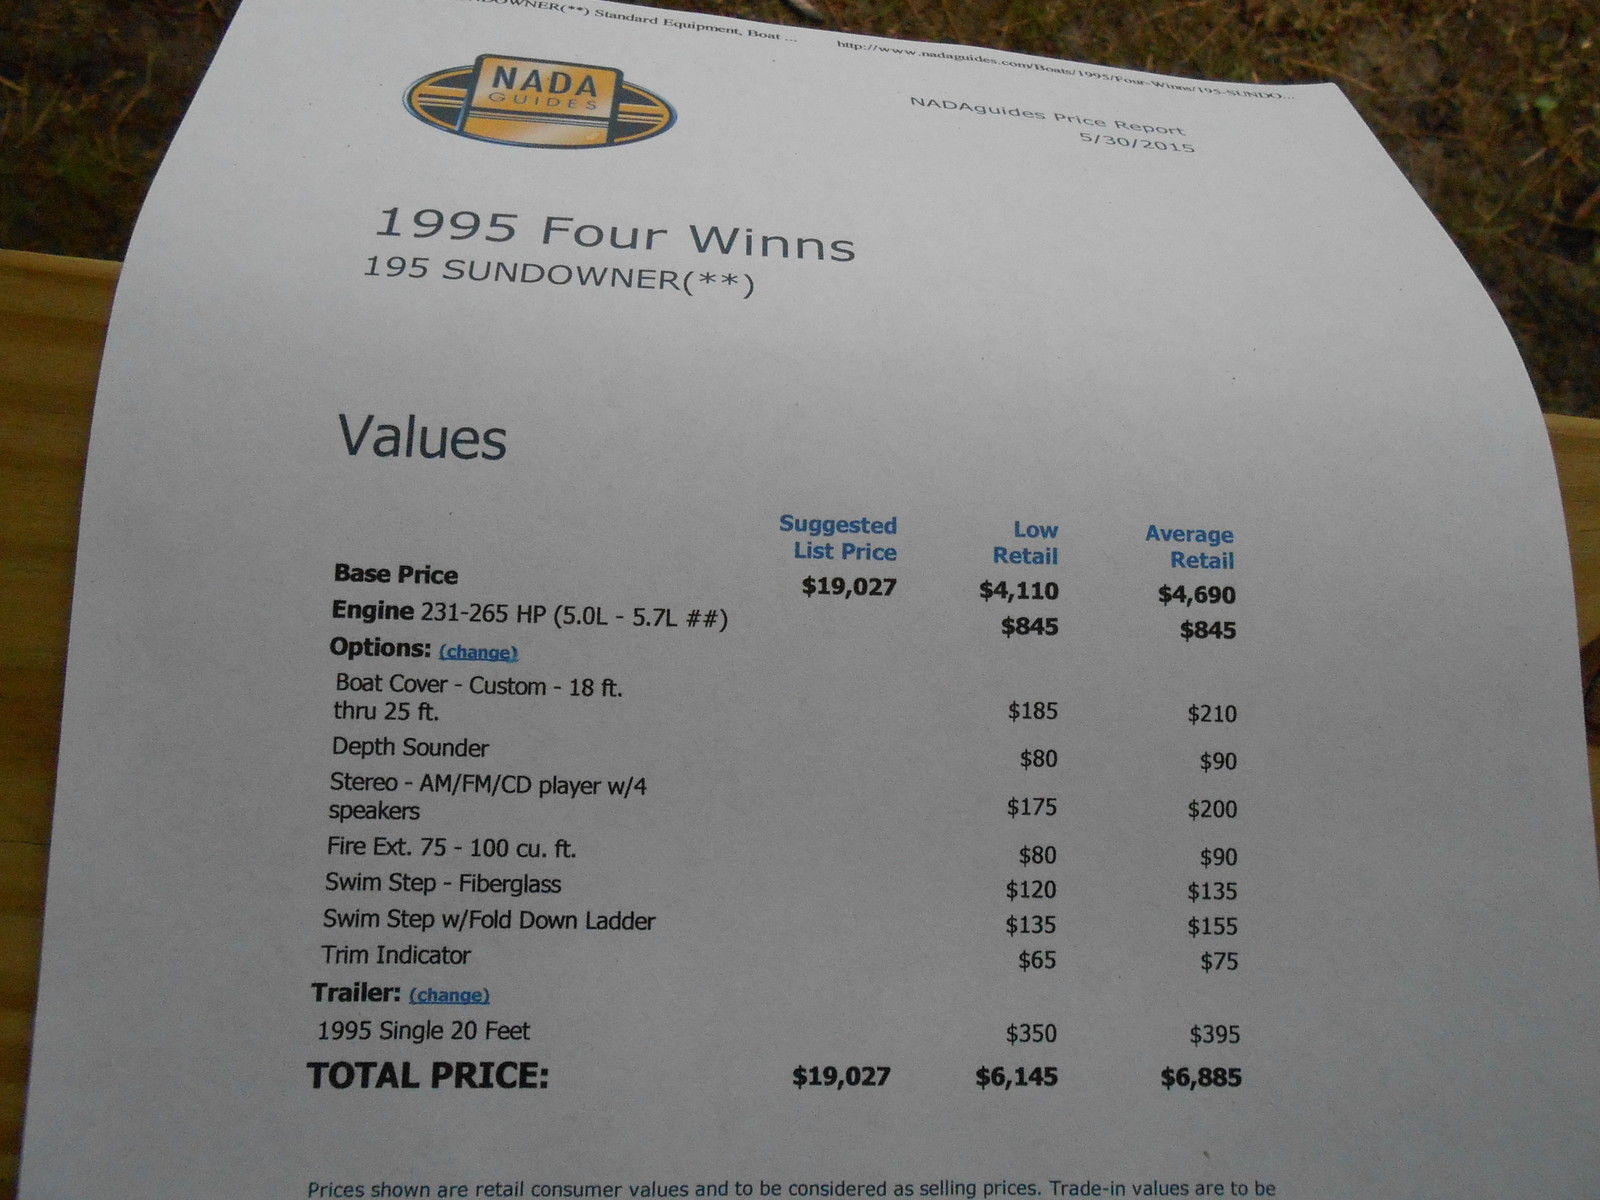 NDOWNER(**) Standard Equipment, Boat ... http://www.nadaguides.com/Boats/1995/Four-Winns/195-SUNDO...
NADA
GUIDES
NADAguides Price Report
5/30/2015
1995 Four Winns
195 SUNDOWNER(**)
Values
Suggested List Price Low Retail Average Retail
Base Price $19,027 $4,110 $4,690
Engine 231-265 HP (5.0L - 5.7L ##) $845 $845
Options: (change)
Boat Cover - Custom - 18 ft.
thru 25 ft. $185 $210
Depth Sounder $80 $90
Stereo - AM/FM/CD player w/4
speakers $175 $200
Fire Ext. 75 - 100 cu. ft. $80 $90
Swim Step - Fiberglass $120 $135
Swim Step w/Fold Down Ladder $135 $155
Trim Indicator $65 $75
Trailer: (change)
1995 Single 20 Feet $350 $395
TOTAL PRICE: $19,027 $6,145 $6,885
Prices shown are retail consumer values and to be considered as selling prices. Trade-in values are to be